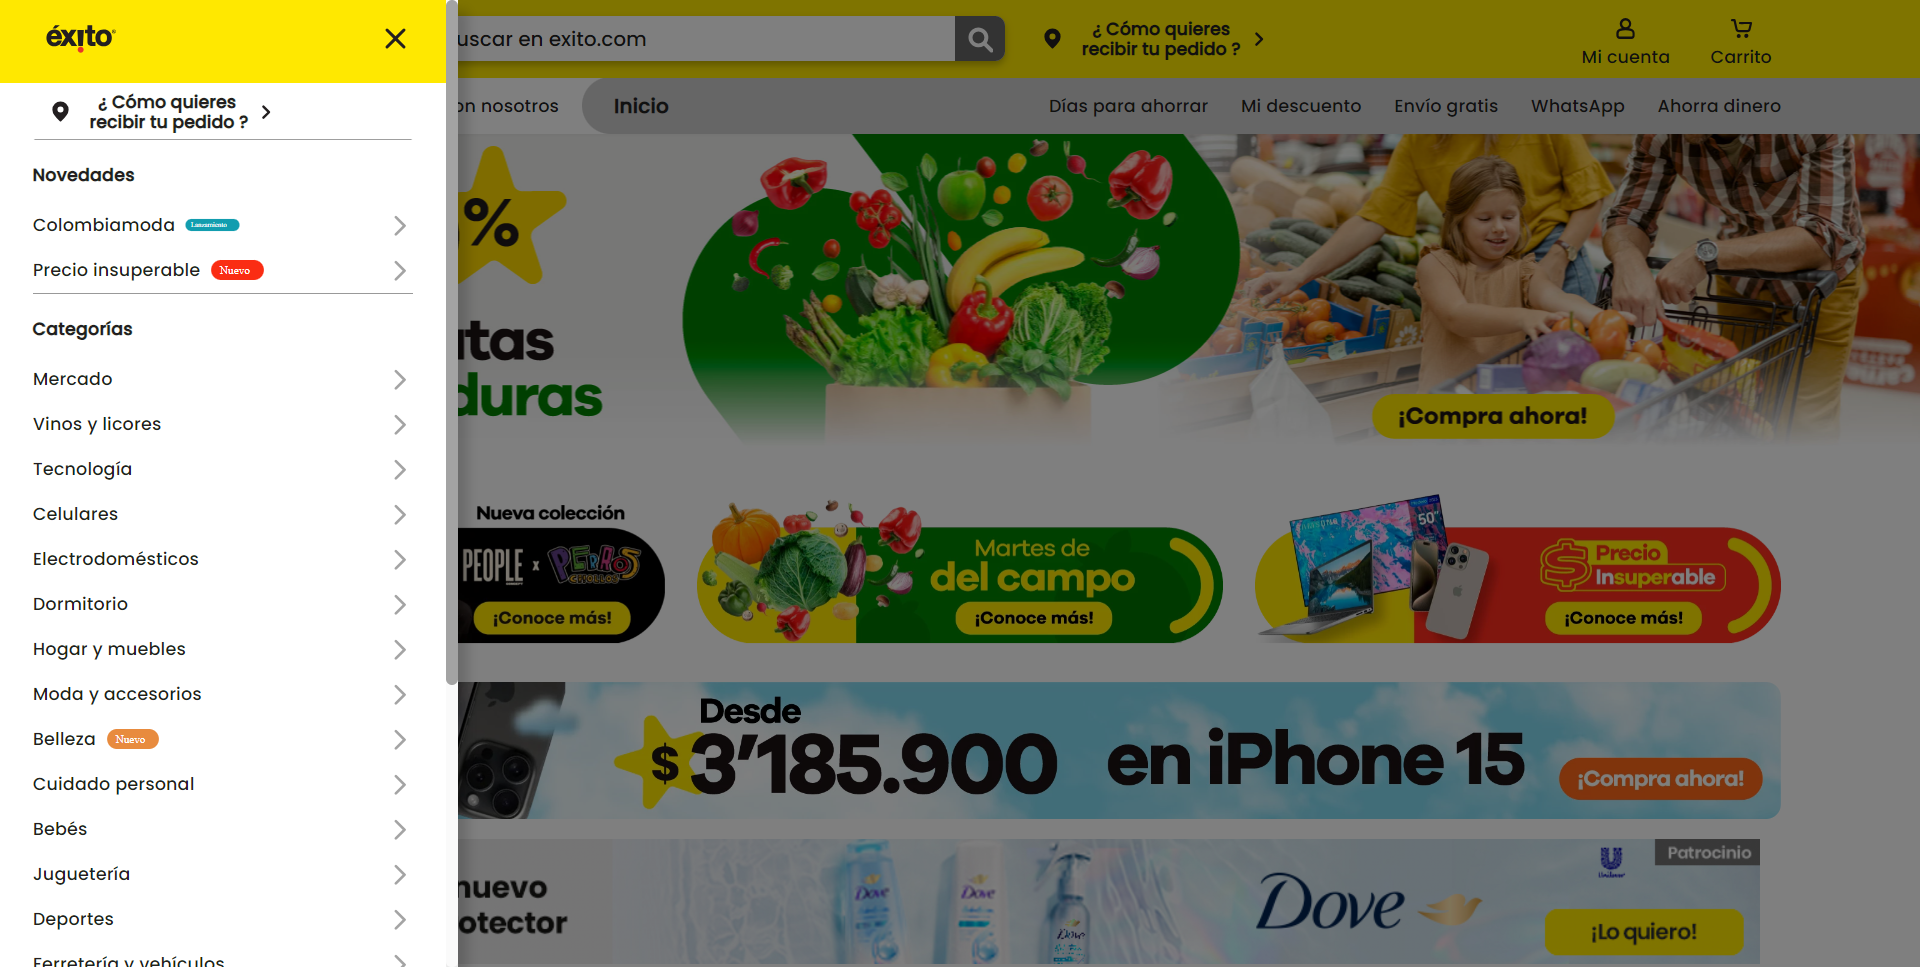 éxito
¿ Cómo quieres
recibir tu pedido ?
Novedades
Colombiamoda Lanzamiento
Precio insuperable Nuevo
Categorías
Mercado
Vinos y licores
Tecnología
Celulares
Electrodomésticos
Dormitorio
Hogar y muebles
Moda y accesorios
Belleza Nuevo
Cuidado personal
Bebés
Juguetería
Deportes
Ferretería y vehículos
uscar en exito.com
¿ Cómo quieres
recibir tu pedido ?
Mi cuenta
Carrito
on nosotros
Inicio
Días para ahorrar
Mi descuento
Envío gratis
WhatsApp
Ahorra dinero
%
utas
duras
¡Compra ahora!
Nueva colección
PEOPLE x PERROS
CRIOLLOS
¡Conoce más!
Martes de
del campo
¡Conoce más!
50"
Precio
Insuperable
¡Conoce más!
Desde
$3'185.900 en iPhone 15
¡Compra ahora!
nuevo
otector
Dove
Dove
Dove
Dove
Unilever
Patrocinio
¡Lo quiero!